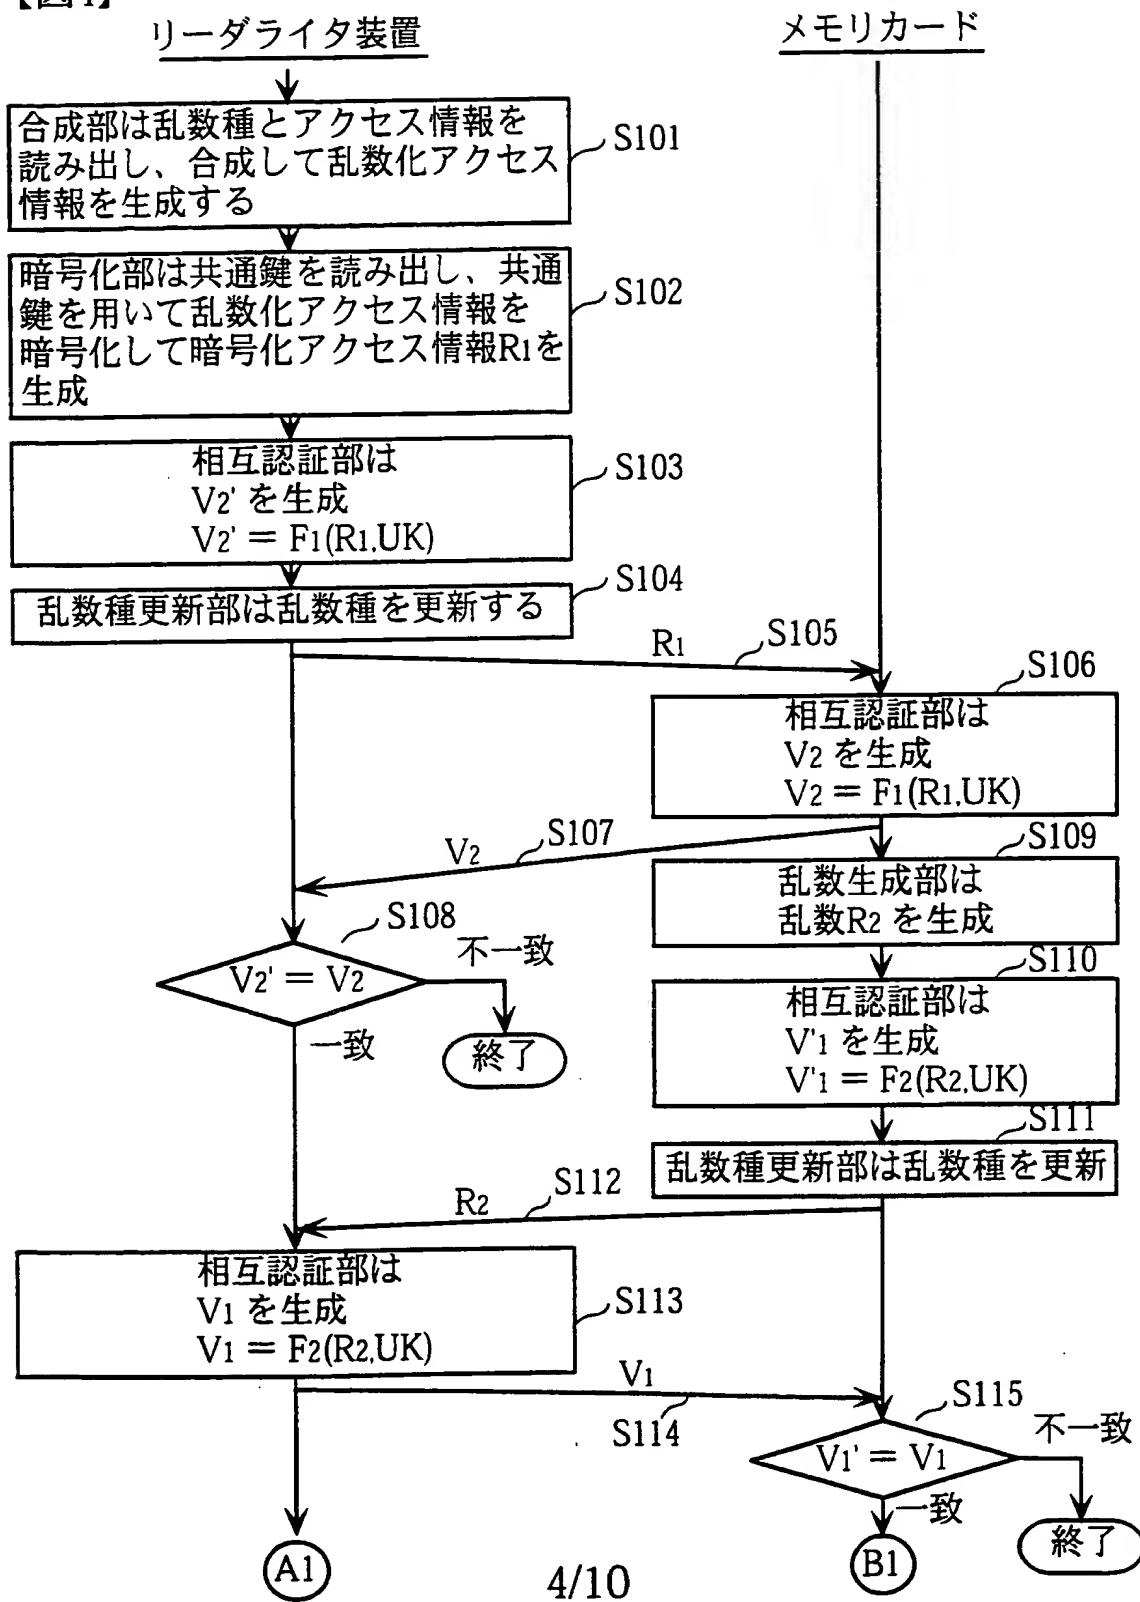 【図4】
リーダライタ装置
メモリカード
合成部は乱数種とアクセス情報を
読み出し、合成して乱数化アクセス
情報を生成する
S101
暗号化部は共通鍵を読み出し、共通
鍵を用いて乱数化アクセス情報を
暗号化して暗号化アクセス情報R1を
生成
S102
相互認証部は
V2' を生成
V2' = F1(R1,UK)
S103
乱数種更新部は乱数種を更新する
S104
R1
S105
相互認証部は
V2 を生成
V2 = F1(R1,UK)
S106
V2
S107
乱数生成部は
乱数R2 を生成
S109
V2' = V2
S108
不一致
終了
一致
相互認証部は
V'1 を生成
V'1 = F2(R2,UK)
S110
乱数種更新部は乱数種を更新
S111
R2
S112
相互認証部は
V1 を生成
V1 = F2(R2,UK)
S113
V1
S114
V1' = V1
S115
不一致
終了
一致
A1
B1
4/10